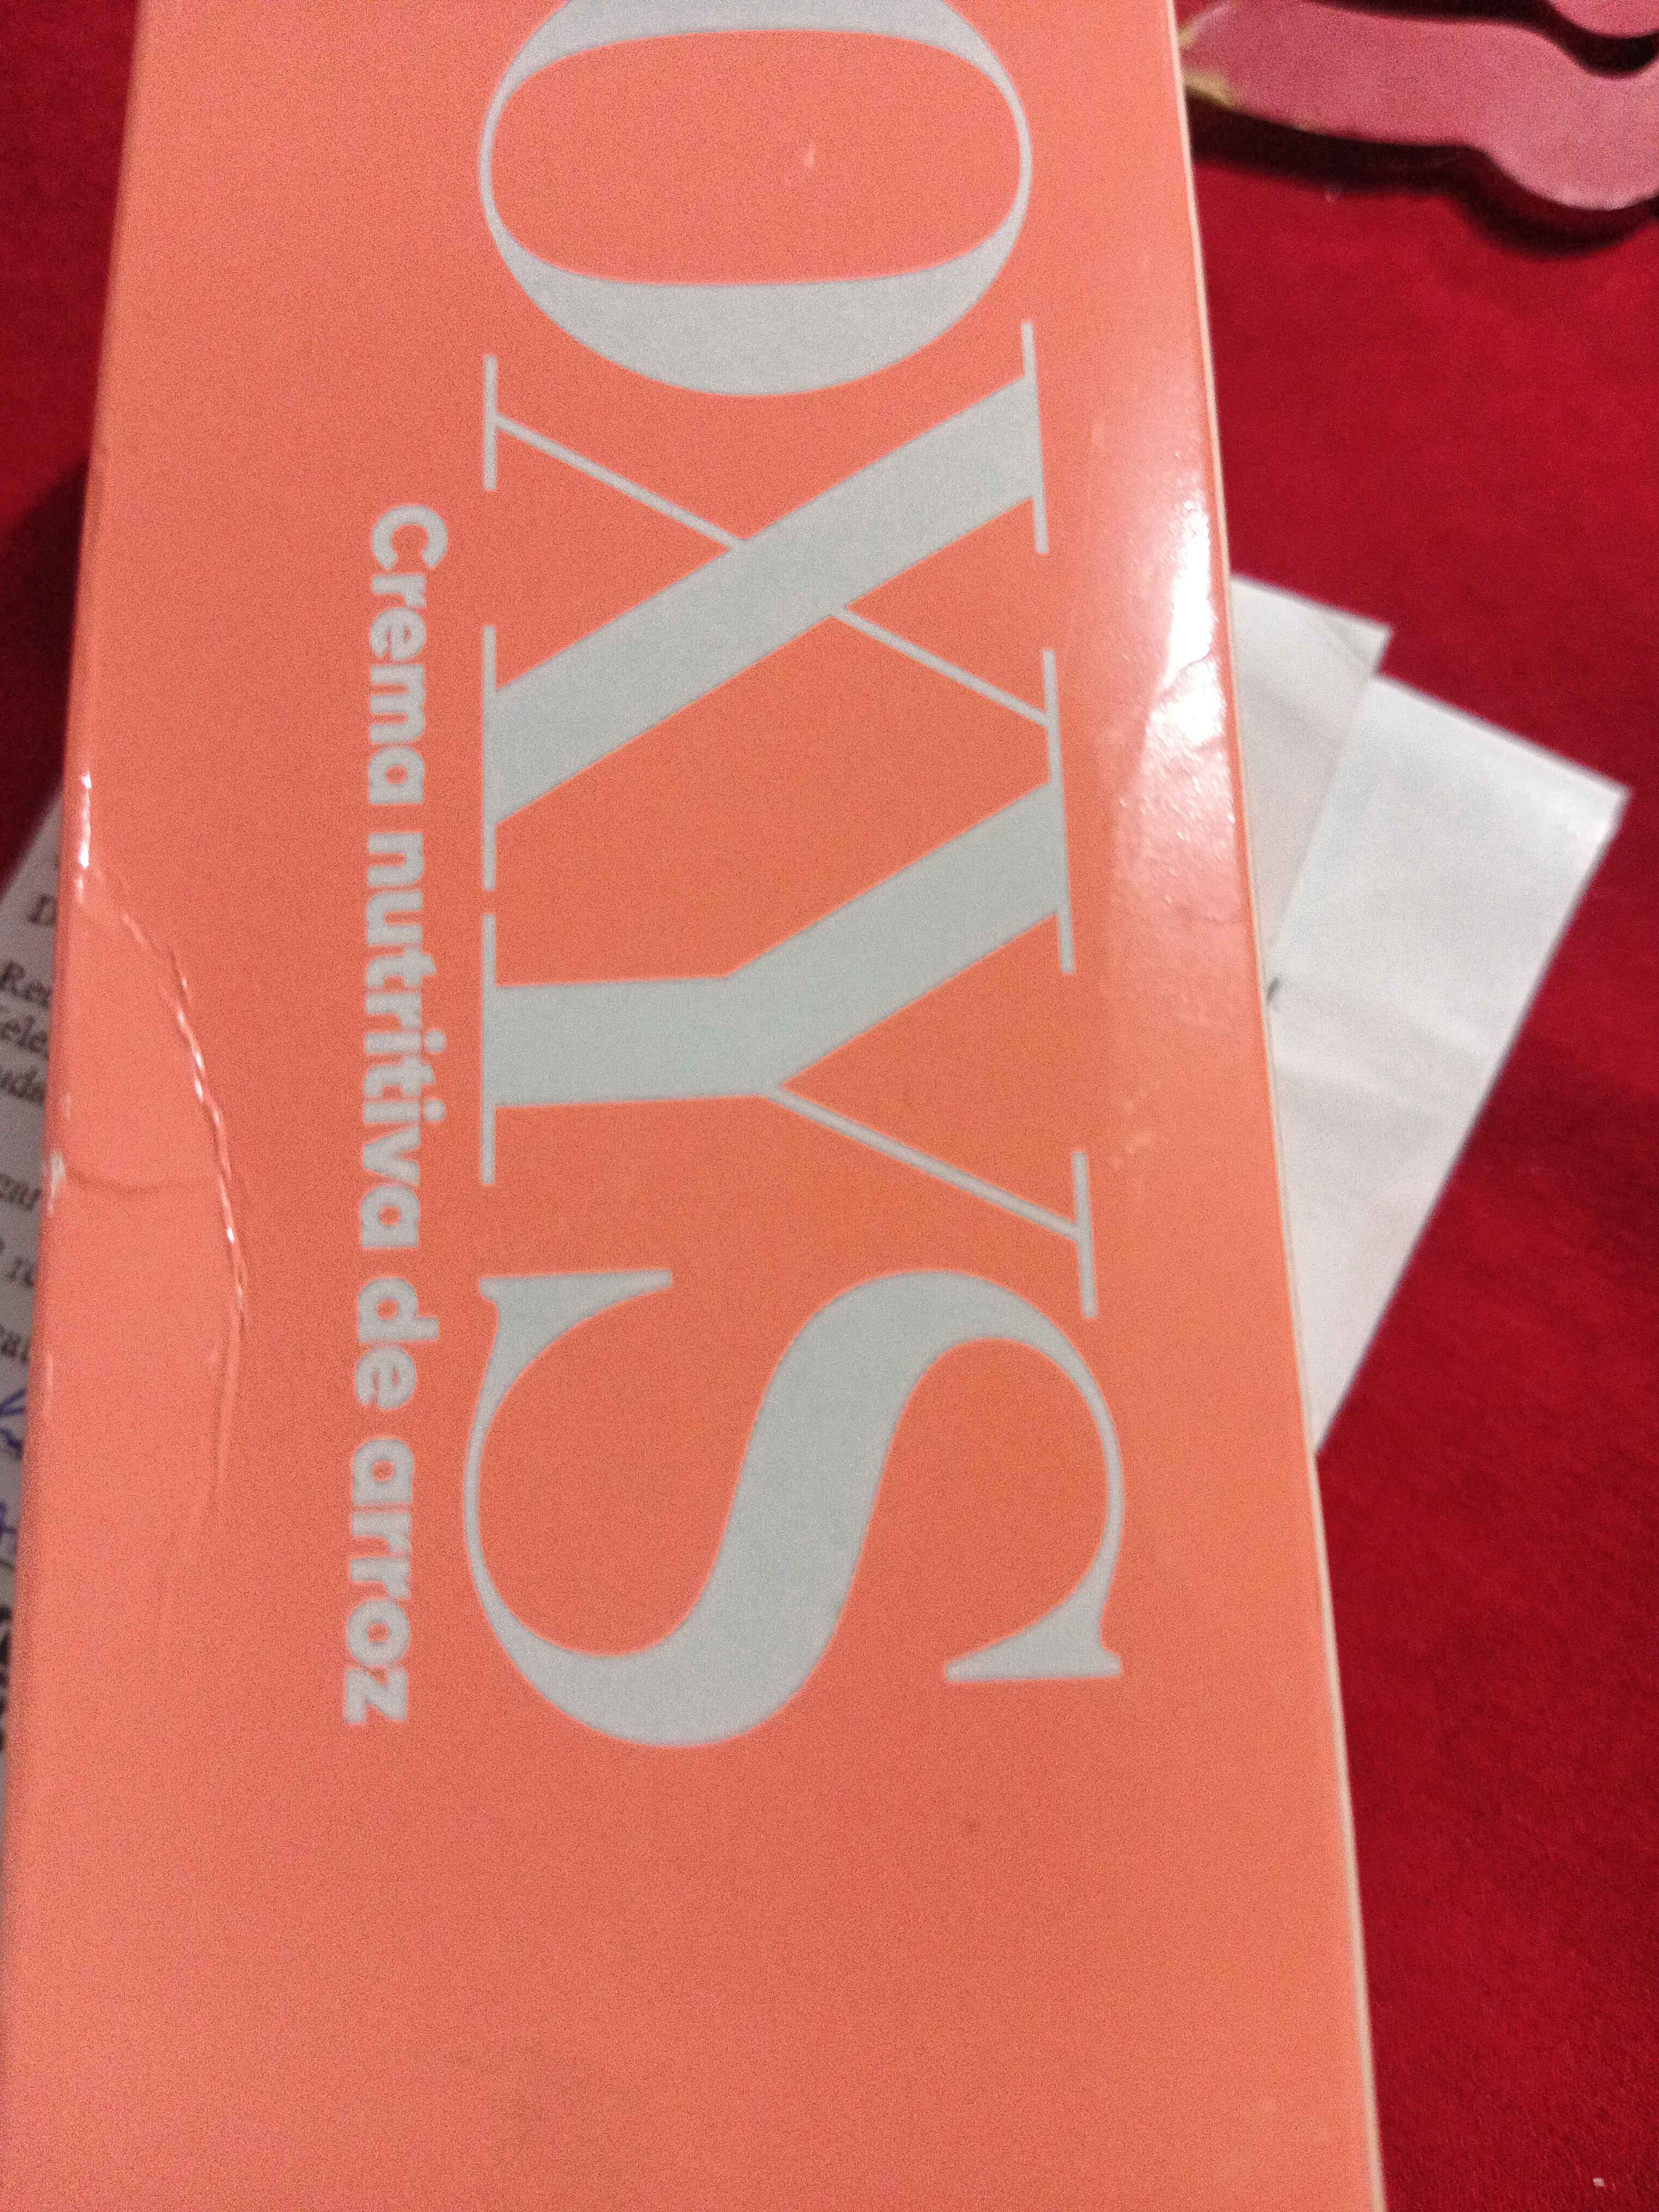 OXYS
Crema nutritiva de arroz